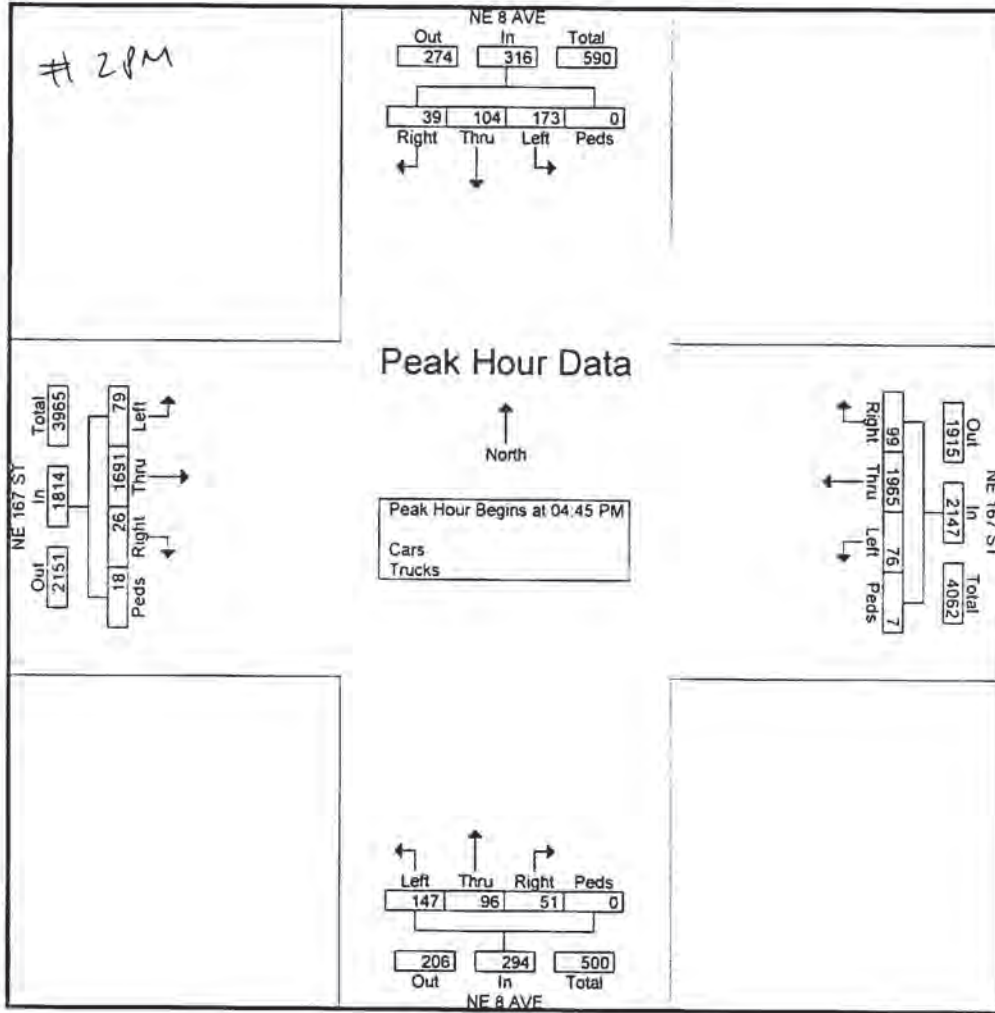 # 2PM
NE 8 AVE
Out In Total
274 316 590
39 104 173 0
Right Thru Left Peds
Peak Hour Data
North
Peak Hour Begins at 04:45 PM
Cars
Trucks
NE 167 ST
Out In Total
2151 1814 3965
18 26 1691 79
Peds Right Thru Left
NE 167 ST
Out In Total
1915 2147 4062
99 1965 76 7
Right Thru Left Peds
Left Thru Right Peds
147 96 51 0
206 294 500
Out In Total
NE 8 AVE